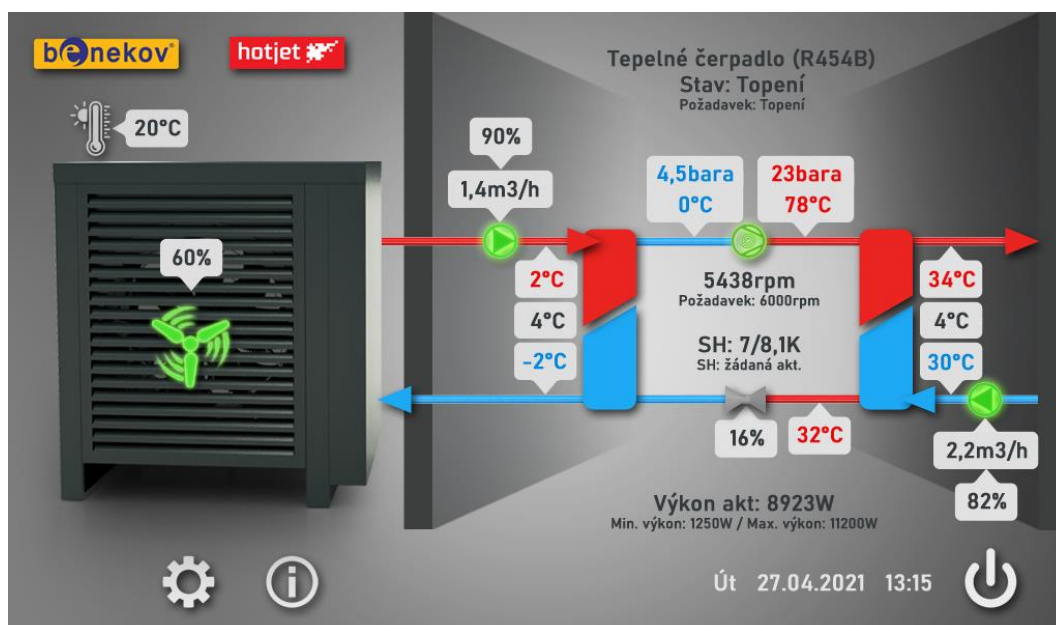 benekov
hotjet
20°C
60%
Tepelné čerpadlo (R454B)
Stav: Topení
Požadavek: Topení
90%
1,4m3/h
4,5bara
0°C
23bara
78°C
2°C
4°C
-2°C
5438rpm
Požadavek: 6000rpm
SH: 7/8,1K
SH: žádaná akt.
34°C
4°C
30°C
16%
32°C
2,2m3/h
82%
Výkon akt: 8923W
Min. výkon: 1250W / Max. výkon: 11200W
Út 27.04.2021 13:15